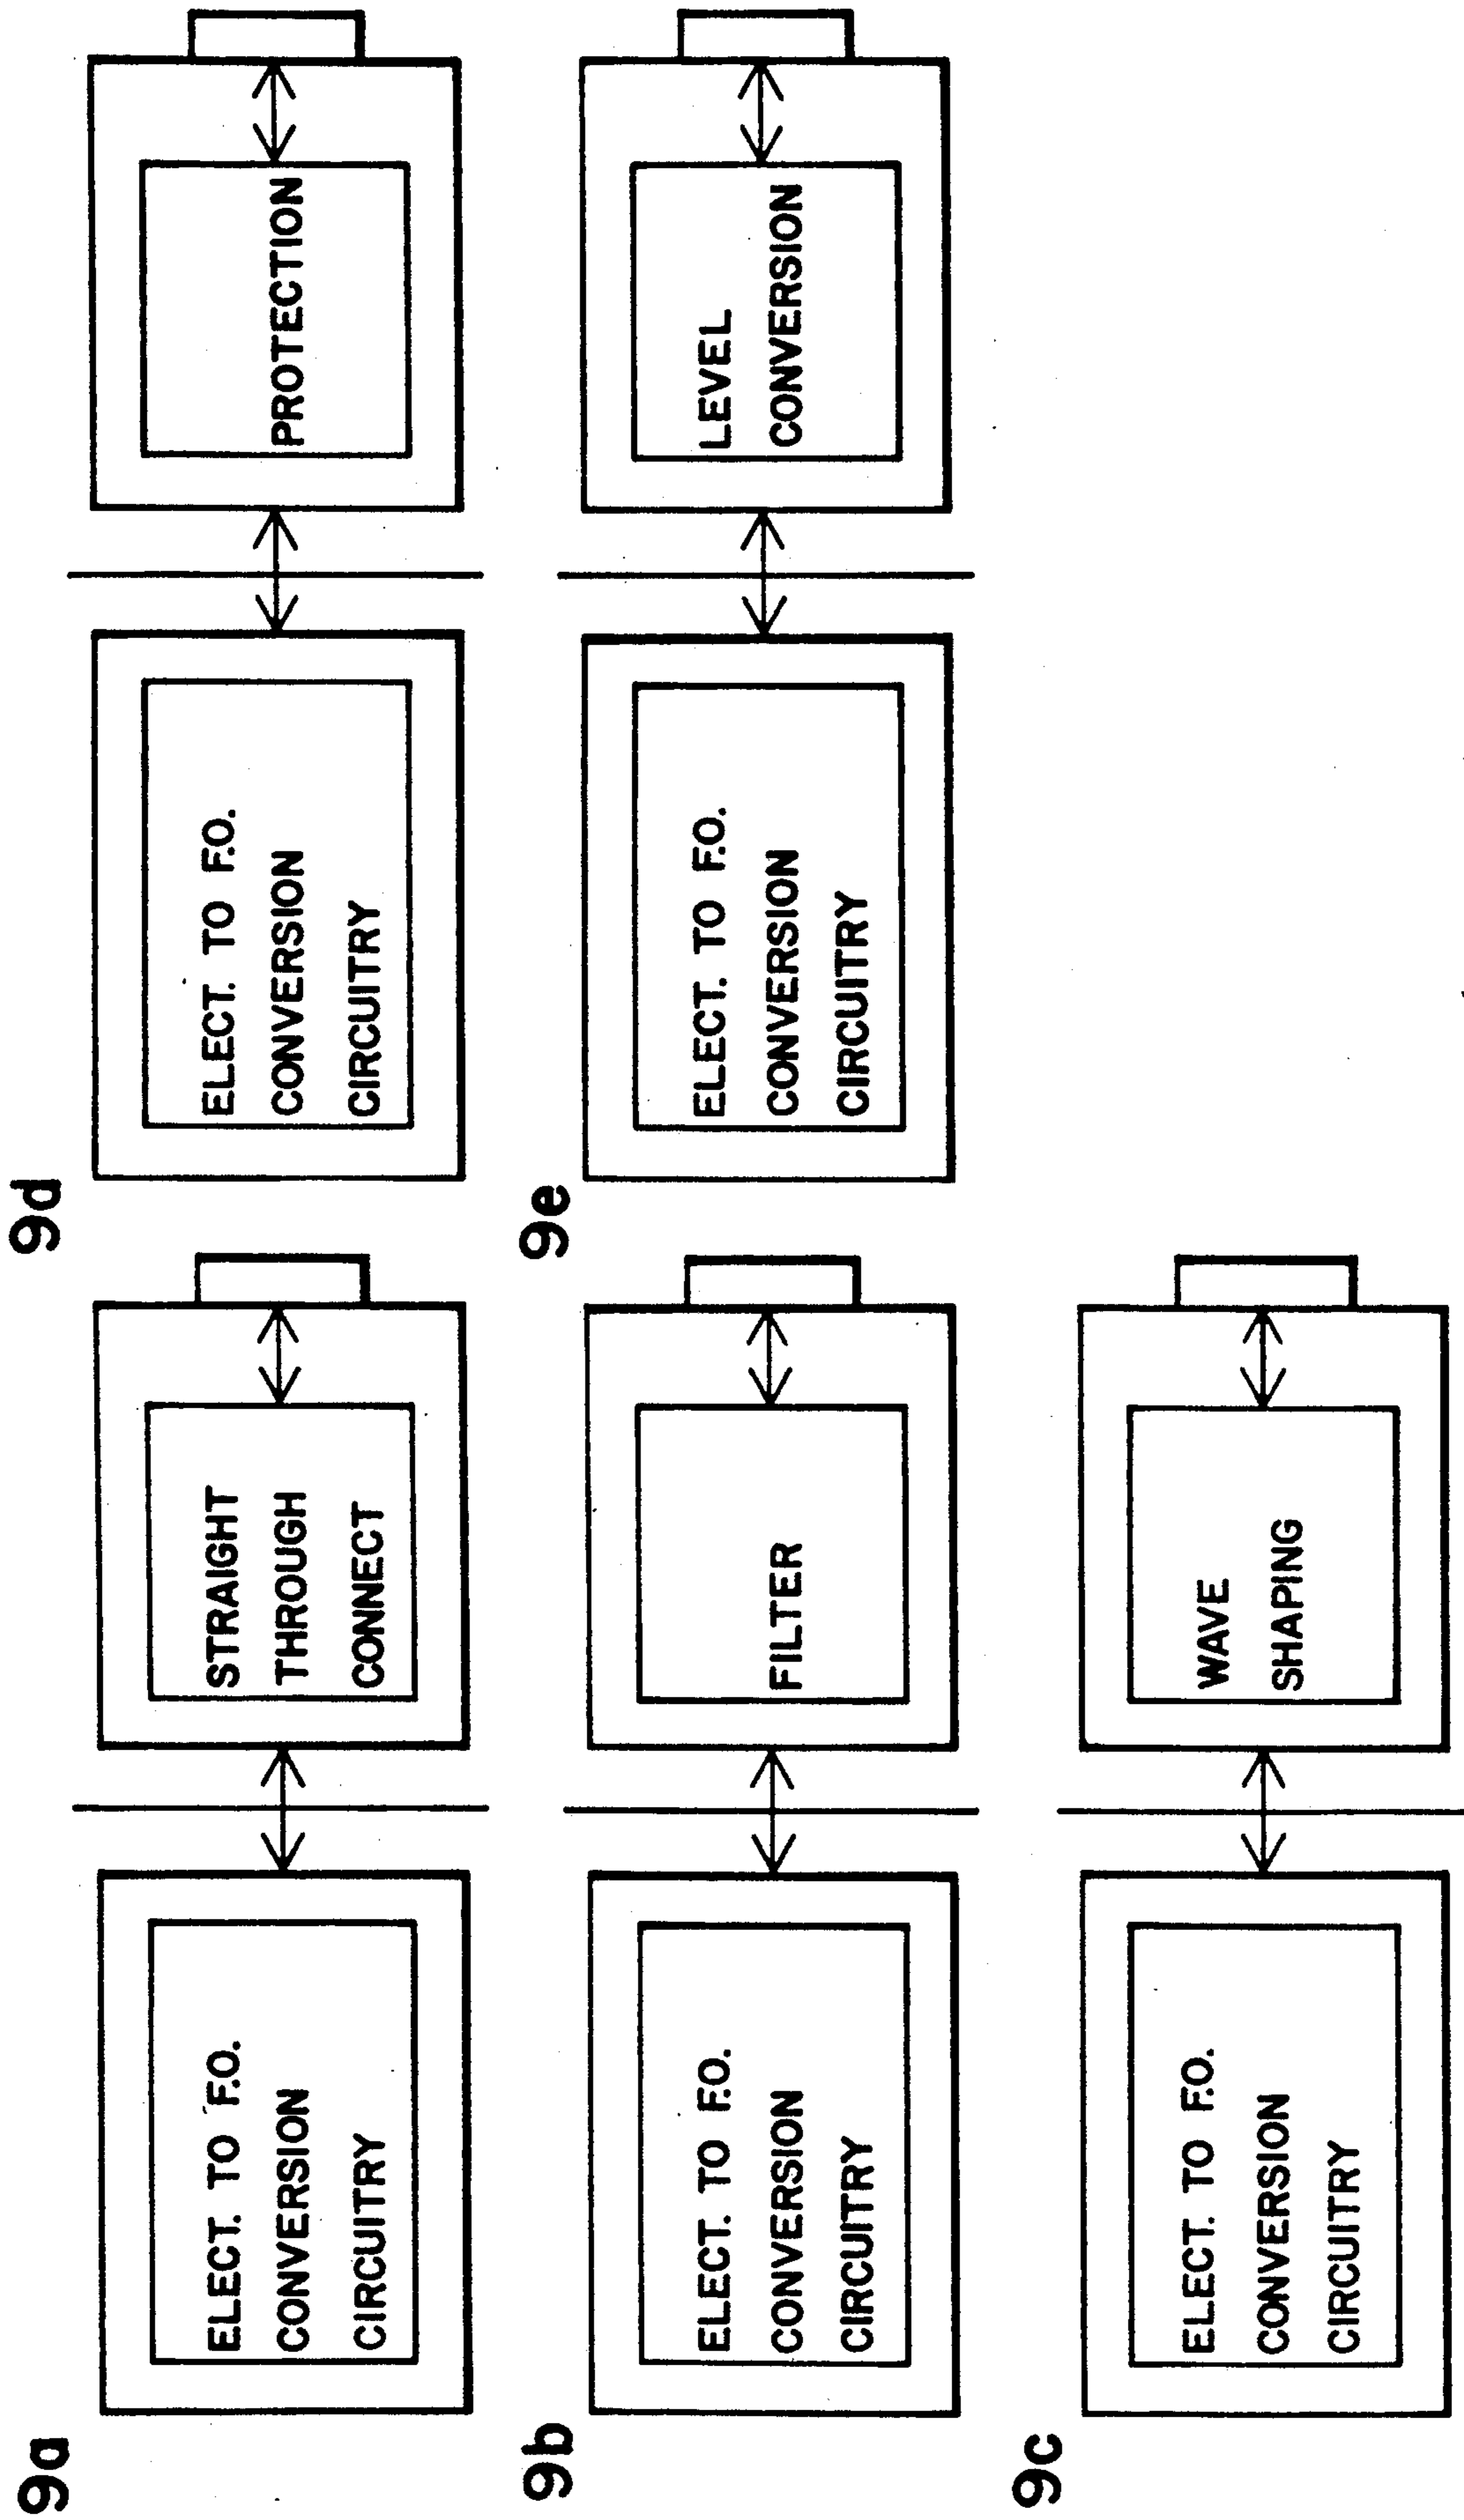 9a
ELECT. TO F.O.
CONVERSION
CIRCUITRY
STRAIGHT
THROUGH
CONNECT
9b
ELECT. TO F.O.
CONVERSION
CIRCUITRY
FILTER
9c
ELECT. TO F.O.
CONVERSION
CIRCUITRY
WAVE
SHAPING
9d
ELECT. TO F.O.
CONVERSION
CIRCUITRY
PROTECTION
9e
ELECT. TO F.O.
CONVERSION
CIRCUITRY
LEVEL
CONVERSION